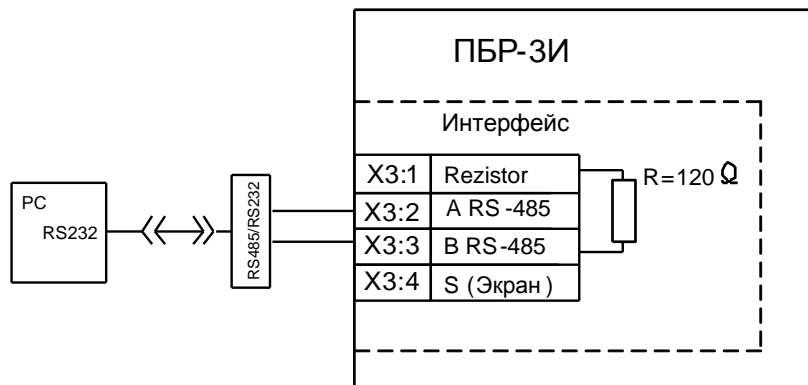 ПБР-3И
Интерфейс
X3:1 Rezistor
R=120 Ω
X3:2 A RS-485
X3:3 B RS-485
X3:4 S (Экран)
PC
RS232
RS485/RS232